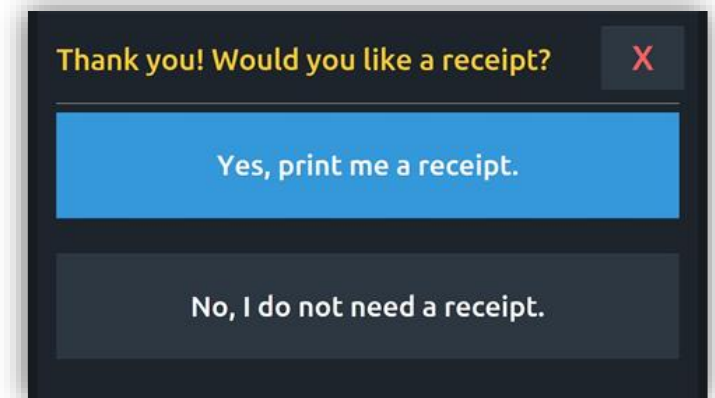 Thank you! Would you like a receipt?
X
Yes, print me a receipt.
No, I do not need a receipt.